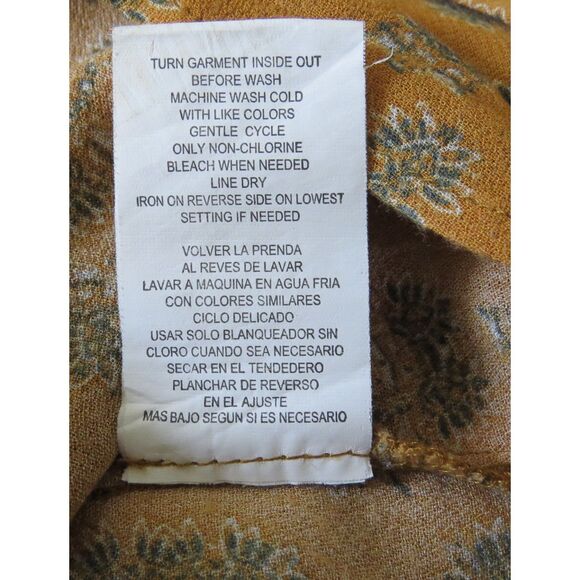 TURN GARMENT INSIDE OUT
BEFORE WASH
MACHINE WASH COLD
WITH LIKE COLORS
GENTLE CYCLE
ONLY NON-CHLORINE
BLEACH WHEN NEEDED
LINE DRY
IRON ON REVERSE SIDE ON LOWEST
SETTING IF NEEDED
VOLVER LA PRENDA
AL REVES DE LAVAR
LAVAR A MAQUINA EN AGUA FRIA
CON COLORES SIMILARES
CICLO DELICADO
USAR SOLO BLANQUEADOR SIN
CLORO CUANDO SEA NECESARIO
SECAR EN EL TENDEDERO
PLANCHAR DE REVERSO
EN EL AJUSTE
MAS BAJO SEGUN SI ES NECESARIO